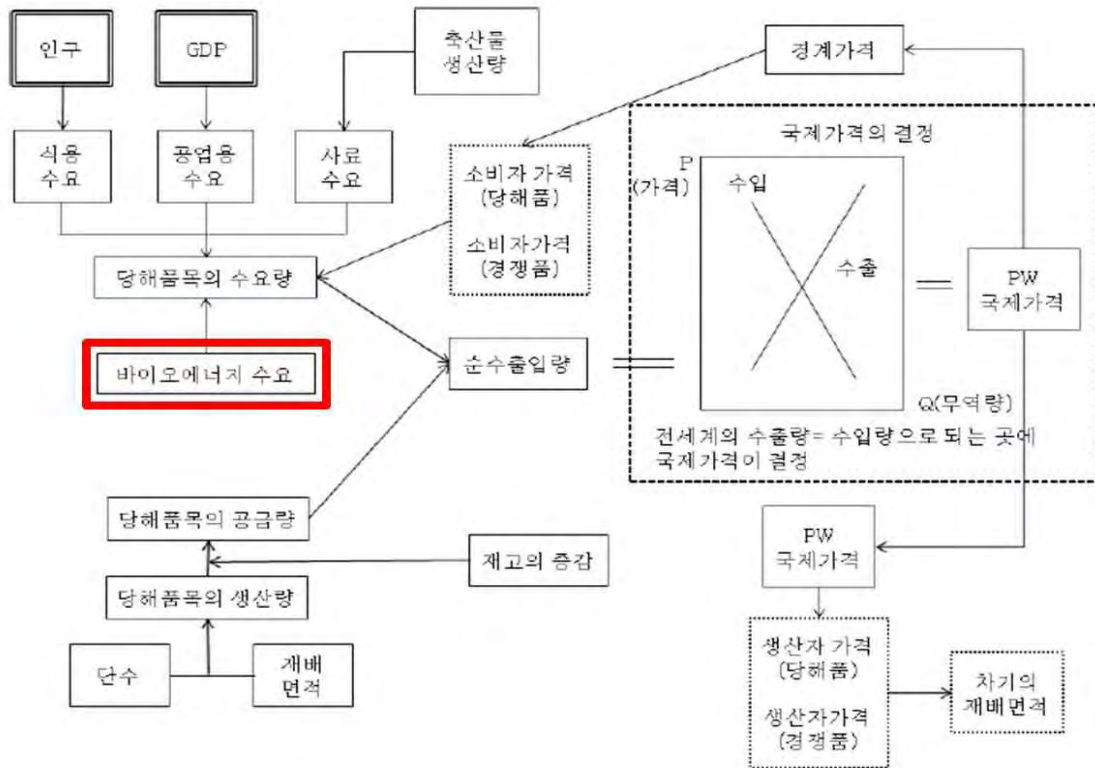 인구
GDP
축산물
생산량
경계가격
식용
수요
공업용
수요
사료
수요
소비자 가격
(당해품)
소비자가격
(경쟁품)
국제가격의 결정
P
(가격)
수입
수출
Q(무역량)
전세계의 수출량= 수입량으로 되는 곳에
국제가격이 결정
PW
국제가격
당해품목의 수요량
바이오에너지 수요
순수출입량
당해품목의 공급량
재고의 증감
당해품목의 생산량
단수
재배
면적
PW
국제가격
생산자 가격
(당해품)
생산자가격
(경쟁품)
차기의
재배면적